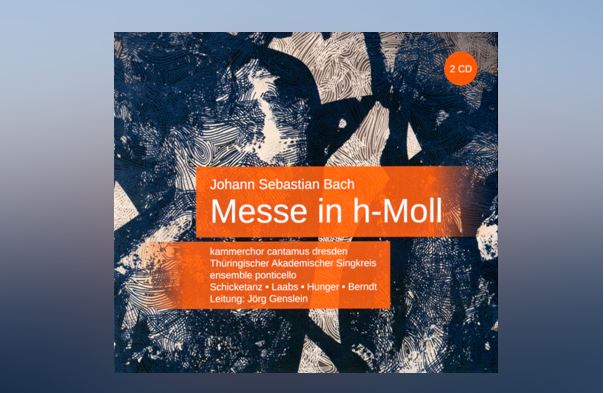 2 CD
Johann Sebastian Bach
Messe in h-Moll
kammerchor cantamus dresden
Thüringischer Akademischer Singkreis
ensemble ponticello
Schicketanz • Laabs • Hunger • Berndt
Leitung: Jörg Genslein